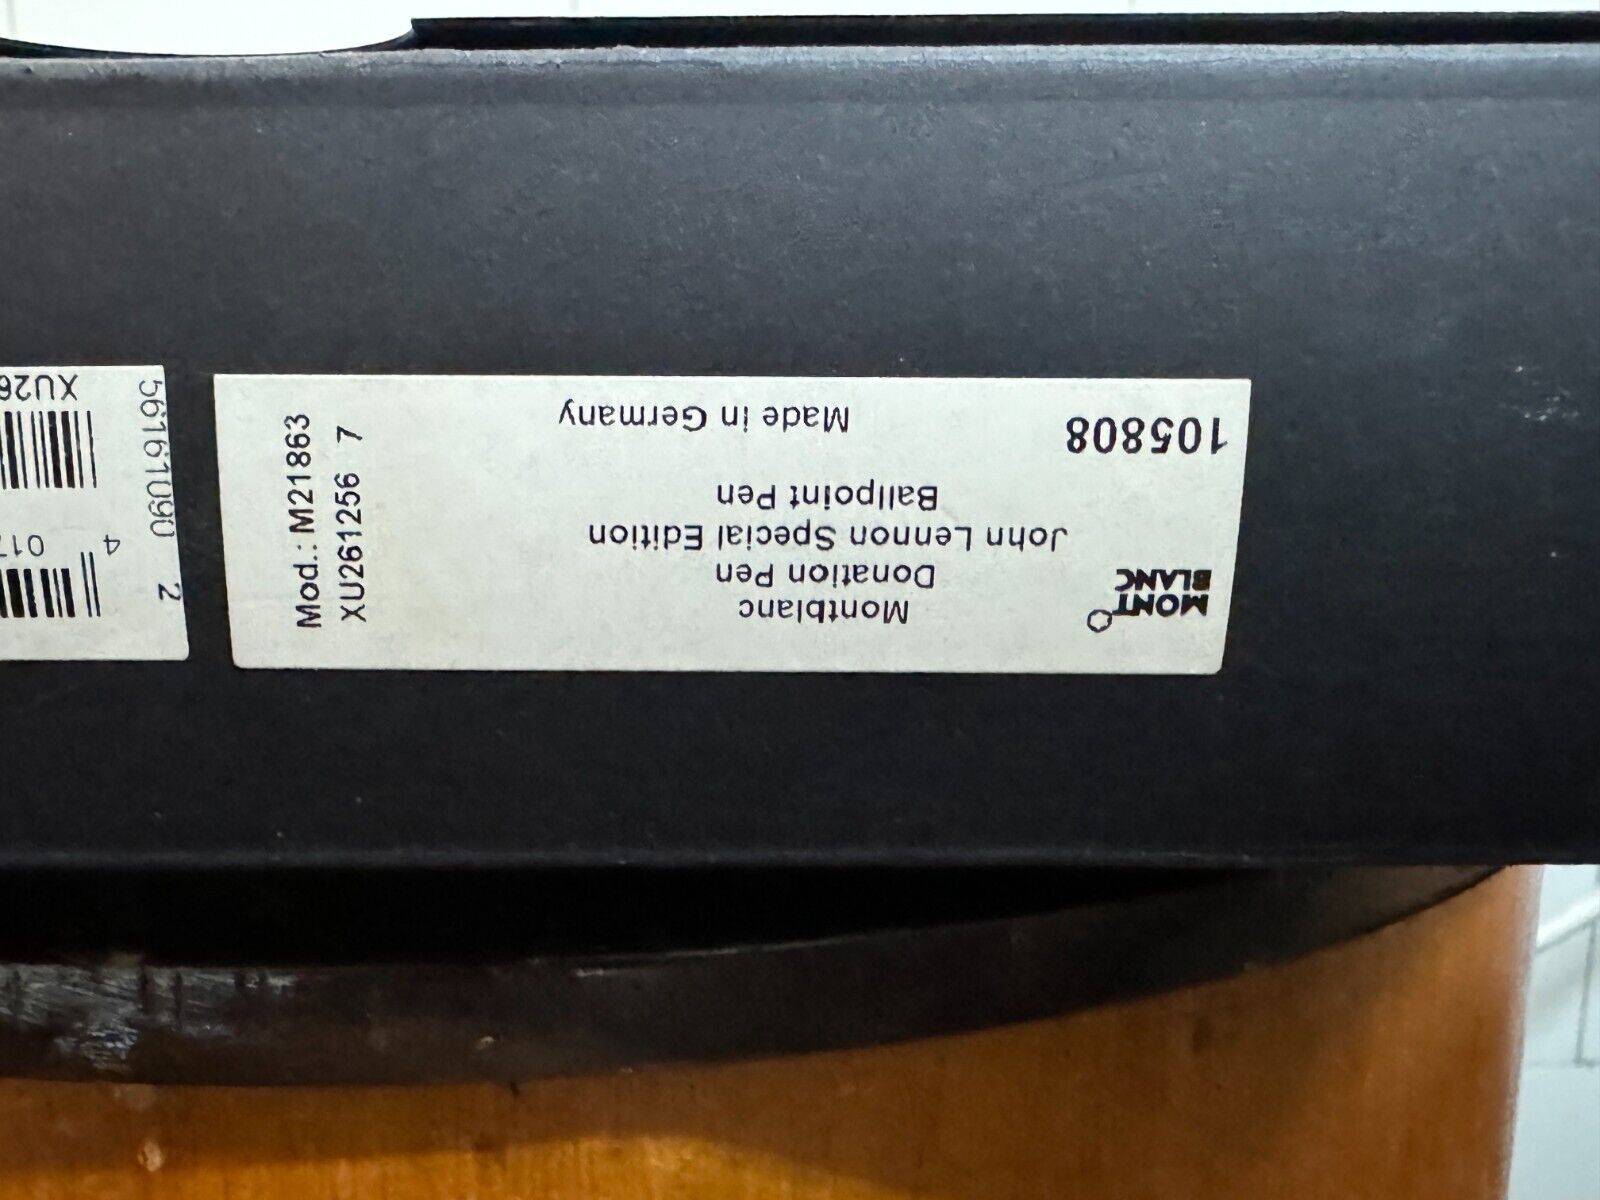 MONT
BLANC
Montblanc
Donation Pen
John Lennon Special Edition
Ballpoint Pen
105808
Made in Germany
Mod.: M21863
XU261256 7
56161090 2
4 017
XU26